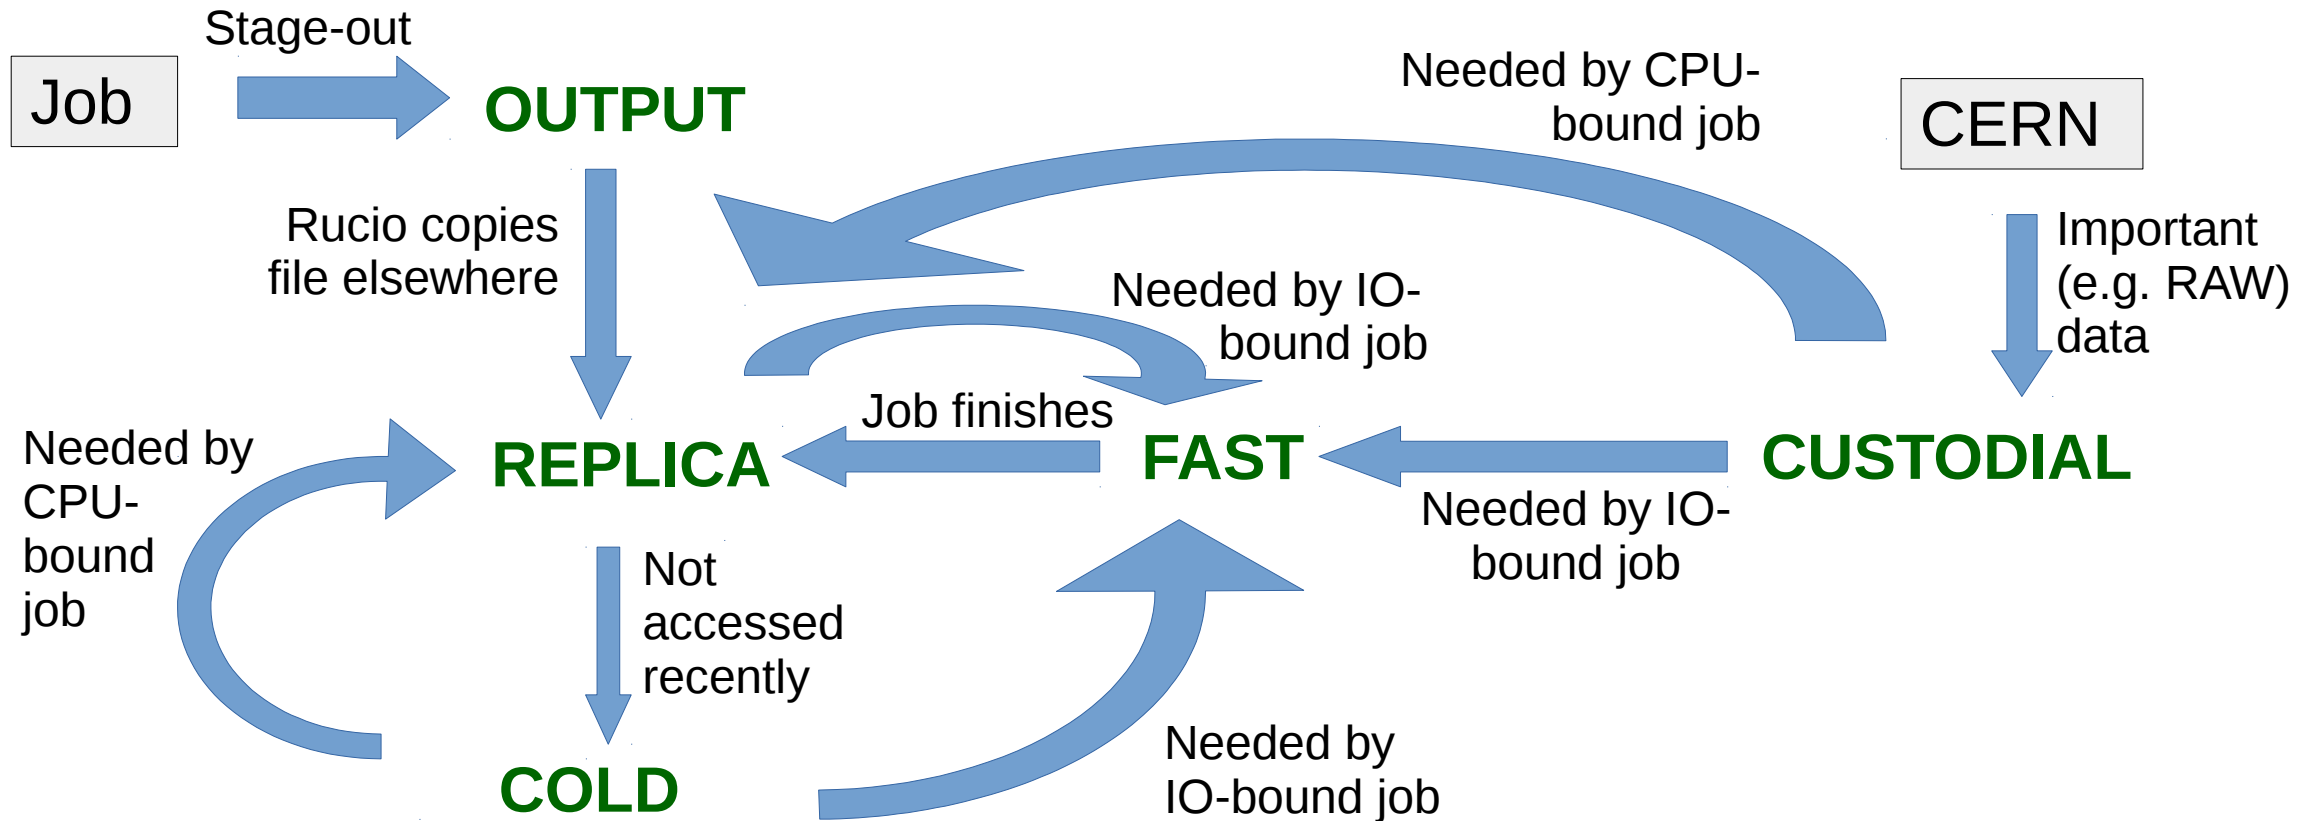 Stage-out
Job
OUTPUT
Needed by CPU-
bound job
CERN
Rucio copies
file elsewhere
Important
(e.g. RAW)
data
Needed by IO-
bound job
Job finishes
Needed by
CPU-
bound
job
REPLICA
FAST
CUSTODIAL
Needed by IO-
bound job
Not
accessed
recently
COLD
Needed by
IO-bound job